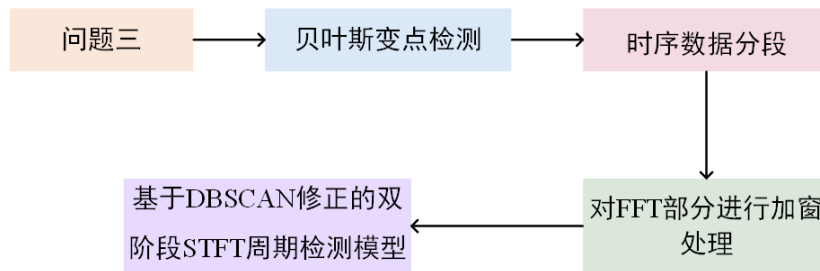 问题三
贝叶斯变点检测
时序数据分段
对FFT部分进行加窗
处理
基于DBSCAN修正的双
阶段STFT周期检测模型